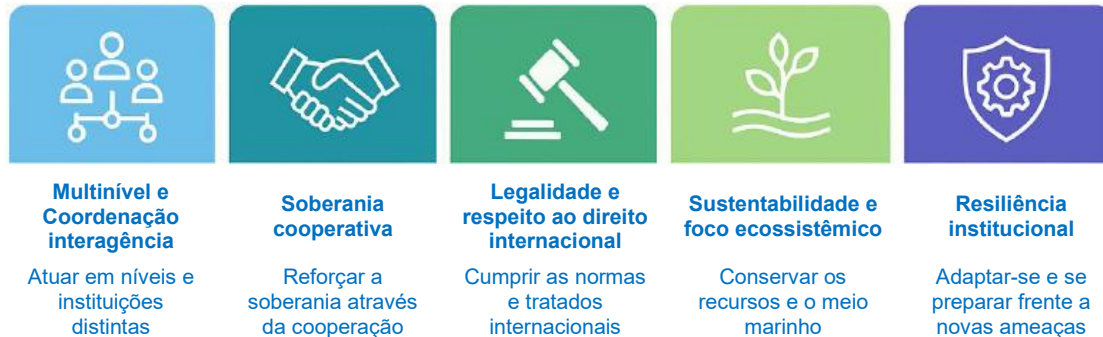 Multinível e
Coordenação
interagência
Atuar em níveis e
instituições
distintas
Soberania
cooperativa
Reforçar a
soberania através
da cooperação
Legalidade e
respeito ao direito
internacional
Cumprir as normas
e tratados
internacionais
Sustentabilidade e
foco ecossistêmico
Conservar os
recursos e o meio
marinho
Resiliência
institucional
Adaptar-se e se
preparar frente a
novas ameaças